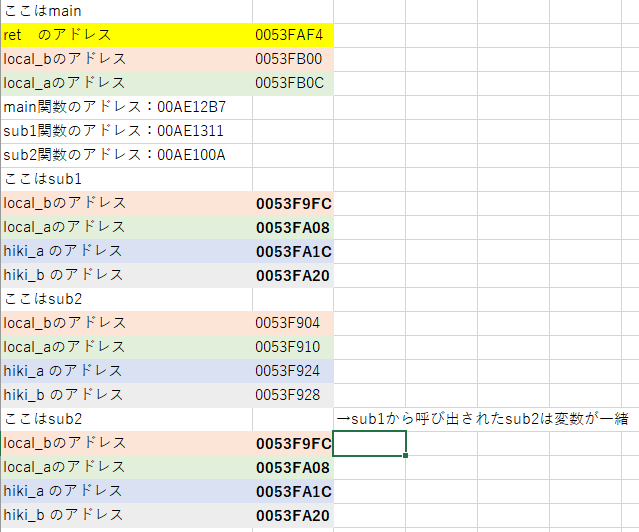 ここはmain
ret　のアドレス 0053FAF4
local_bのアドレス 0053FB00
local_aのアドレス 0053FB0C
main関数のアドレス：00AE12B7
sub1関数のアドレス：00AE1311
sub2関数のアドレス：00AE100A
ここはsub1
local_bのアドレス 0053F9FC
local_aのアドレス 0053FA08
hiki_a のアドレス 0053FA1C
hiki_b のアドレス 0053FA20
ここはsub2
local_bのアドレス 0053F904
local_aのアドレス 0053F910
hiki_a のアドレス 0053F924
hiki_b のアドレス 0053F928
ここはsub2 →sub1から呼び出されたsub2は変数が一緒
local_bのアドレス 0053F9FC
local_aのアドレス 0053FA08
hiki_a のアドレス 0053FA1C
hiki_b のアドレス 0053FA20